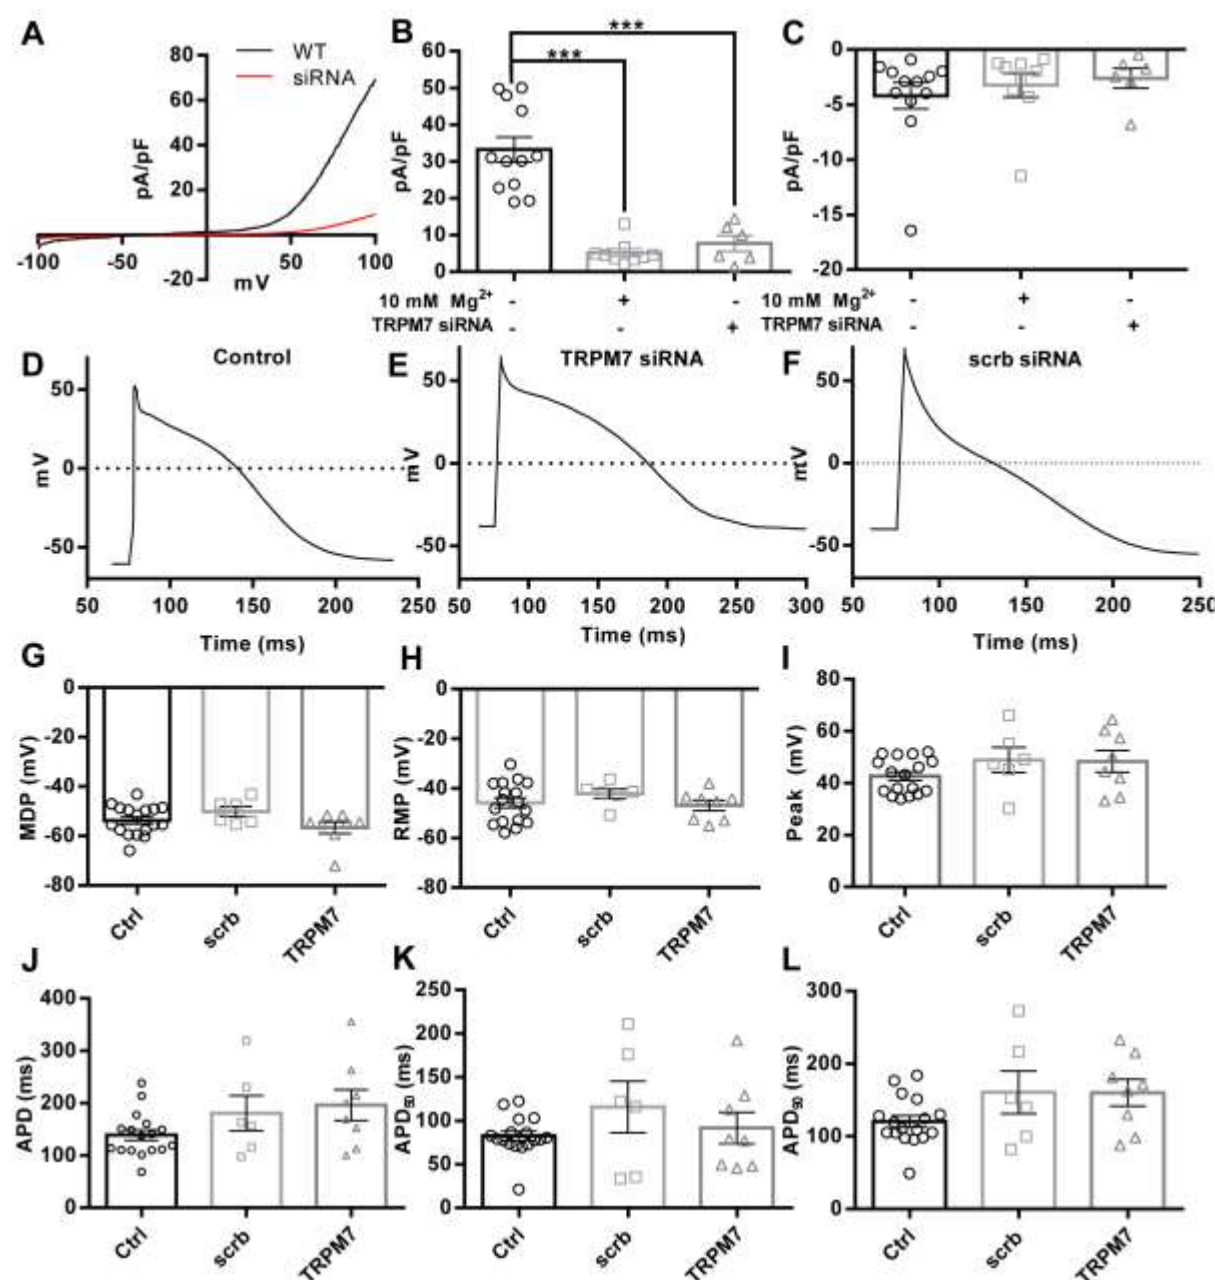 A
WT
siRNA
80
60
40
20
-20
pA/pF
-100
-50
50
100
mV
B
***
***
60
50
40
30
20
10
0
pA/pF
10 mM Mg²⁺
-
+
-
TRPM7 siRNA
-
-
+
C
0
-5
-10
-15
-20
pA/pF
10 mM Mg²⁺
-
+
-
TRPM7 siRNA
-
-
+
D
Control
50
0
-50
mV
50
100
150
200
250
Time (ms)
E
TRPM7 siRNA
50
0
-50
mV
50
100
150
200
250
300
Time (ms)
F
scrb siRNA
50
0
-50
mV
50
100
150
200
250
Time (ms)
G
0
-20
-40
-60
-80
MDP (mV)
Ctrl
scrb
TRPM7
H
0
-20
-40
-60
-80
RMP (mV)
Ctrl
scrb
TRPM7
I
80
60
40
20
0
Peak (mV)
Ctrl
scrb
TRPM7
J
400
300
200
100
0
APD (ms)
Ctrl
scrb
TRPM7
K
250
200
150
100
50
0
APD₅₀ (ms)
Ctrl
scrb
TRPM7
L
300
200
100
0
APD₉₀ (ms)
Ctrl
scrb
TRPM7